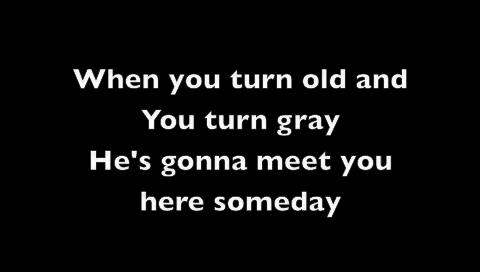 When you turn old and
You turn gray
He's gonna meet you
here someday